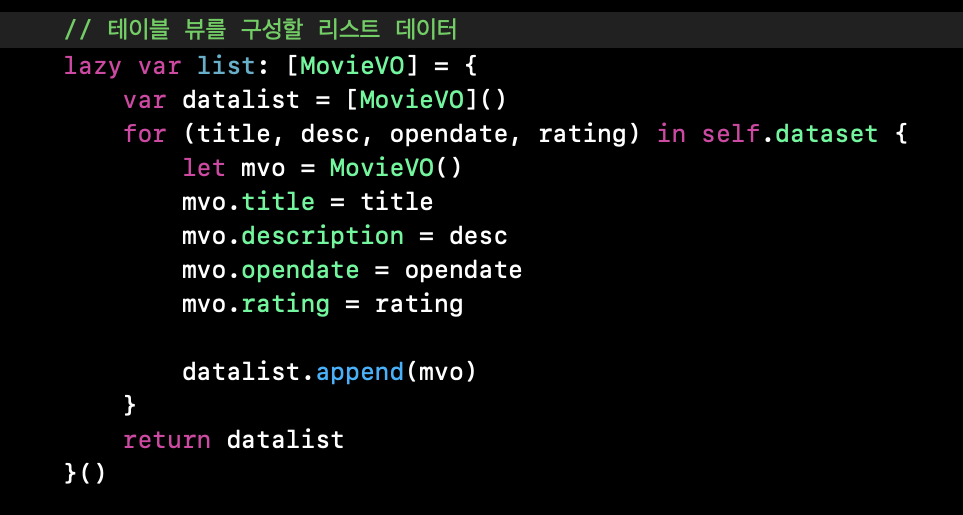 // 테이블 뷰를 구성할 리스트 데이터
lazy var list: [MovieVO] = {
    var datalist = [MovieVO]()
    for (title, desc, opendate, rating) in self.dataset {
        let mvo = MovieVO()
        mvo.title = title
        mvo.description = desc
        mvo.opendate = opendate
        mvo.rating = rating

        datalist.append(mvo)
    }
    return datalist
}()